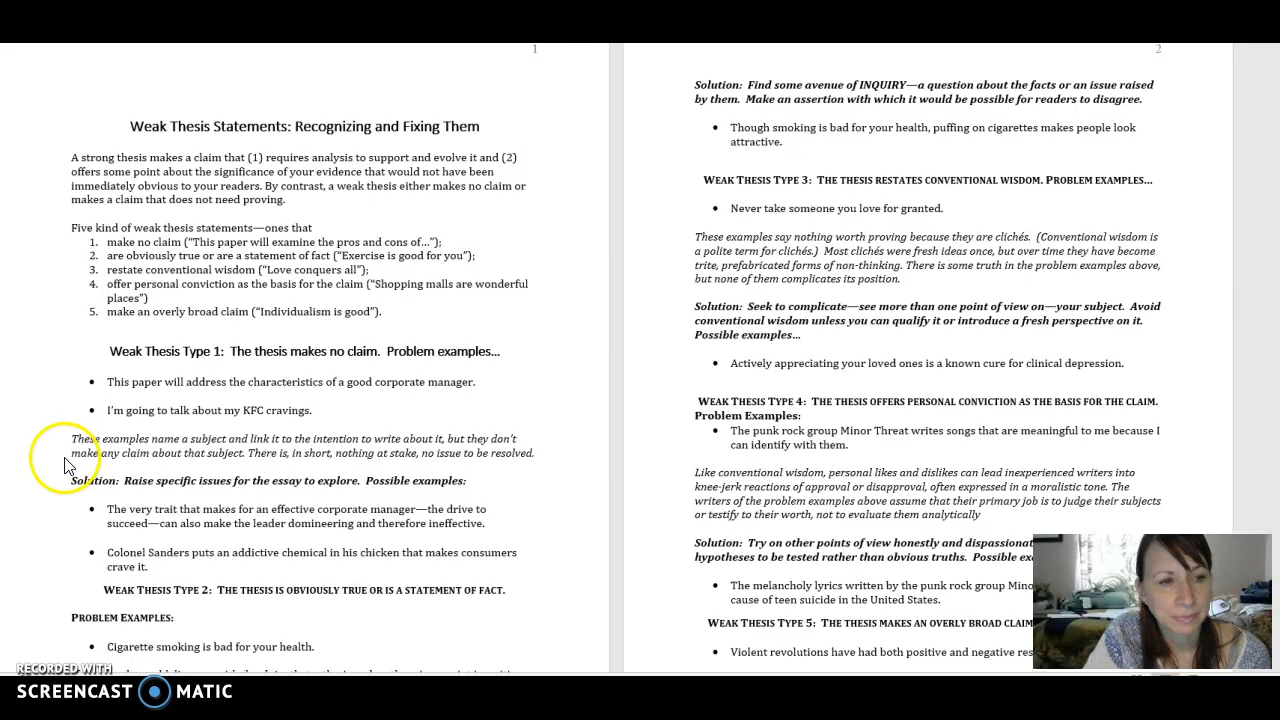 1
Weak Thesis Statements: Recognizing and Fixing Them
A strong thesis makes a claim that (1) requires analysis to support and evolve it and (2)
offers some point about the significance of your evidence that would not have been
immediately obvious to your readers. By contrast, a weak thesis either makes no claim or
makes a claim that does not need proving.
Five kind of weak thesis statements—ones that
1. make no claim (“This paper will examine the pros and cons of…”);
2. are obviously true or are a statement of fact (“Exercise is good for you”);
3. restate conventional wisdom (“Love conquers all”);
4. offer personal conviction as the basis for the claim (“Shopping malls are wonderful
places”)
5. make an overly broad claim (“Individualism is good”).
Weak Thesis Type 1: The thesis makes no claim. Problem examples…
• This paper will address the characteristics of a good corporate manager.
• I’m going to talk about my KFC cravings.
These examples name a subject and link it to the intention to write about it, but they don’t
make any claim about that subject. There is, in short, nothing at stake, no issue to be resolved.
Solution: Raise specific issues for the essay to explore. Possible examples:
• The very trait that makes for an effective corporate manager—the drive to
succeed—can also make the leader domineering and therefore ineffective.
• Colonel Sanders puts an addictive chemical in his chicken that makes consumers
crave it.
WEAK THESIS TYPE 2: THE THESIS IS OBVIOUSLY TRUE OR IS A STATEMENT OF FACT.
PROBLEM EXAMPLES:
• Cigarette smoking is bad for your health.
2
Solution: Find some avenue of INQUIRY—a question about the facts or an issue raised
by them. Make an assertion with which it would be possible for readers to disagree.
• Though smoking is bad for your health, puffing on cigarettes makes people look
attractive.
WEAK THESIS TYPE 3: THE THESIS RESTATES CONVENTIONAL WISDOM. PROBLEM EXAMPLES…
• Never take someone you love for granted.
These examples say nothing worth proving because they are clichés. (Conventional wisdom is
a polite term for clichés.) Most clichés were fresh ideas once, but over time they have become
trite, prefabricated forms of non-thinking. There is some truth in the problem examples above,
but none of them complicates its position.
Solution: Seek to complicate—see more than one point of view on—your subject. Avoid
conventional wisdom unless you can qualify it or introduce a fresh perspective on it.
Possible examples…
• Actively appreciating your loved ones is a known cure for clinical depression.
WEAK THESIS TYPE 4: THE THESIS OFFERS PERSONAL CONVICTION AS THE BASIS FOR THE CLAIM.
Problem Examples:
• The punk rock group Minor Threat writes songs that are meaningful to me because I
can identify with them.
Like conventional wisdom, personal likes and dislikes can lead inexperienced writers into
knee-jerk reactions of approval or disapproval, often expressed in a moralistic tone. The
writers of the problem examples above assume that their primary job is to judge their subjects
or testify to their worth, not to evaluate them analytically
Solution: Try on other points of view honestly and dispassionat
hypotheses to be tested rather than obvious truths. Possible ex
• The melancholy lyrics written by the punk rock group Mino
cause of teen suicide in the United States.
WEAK THESIS TYPE 5: THE THESIS MAKES AN OVERLY BROAD CLAIM
• Violent revolutions have had both positive and negative res
RECORDED WITH
SCREENCAST MATIC